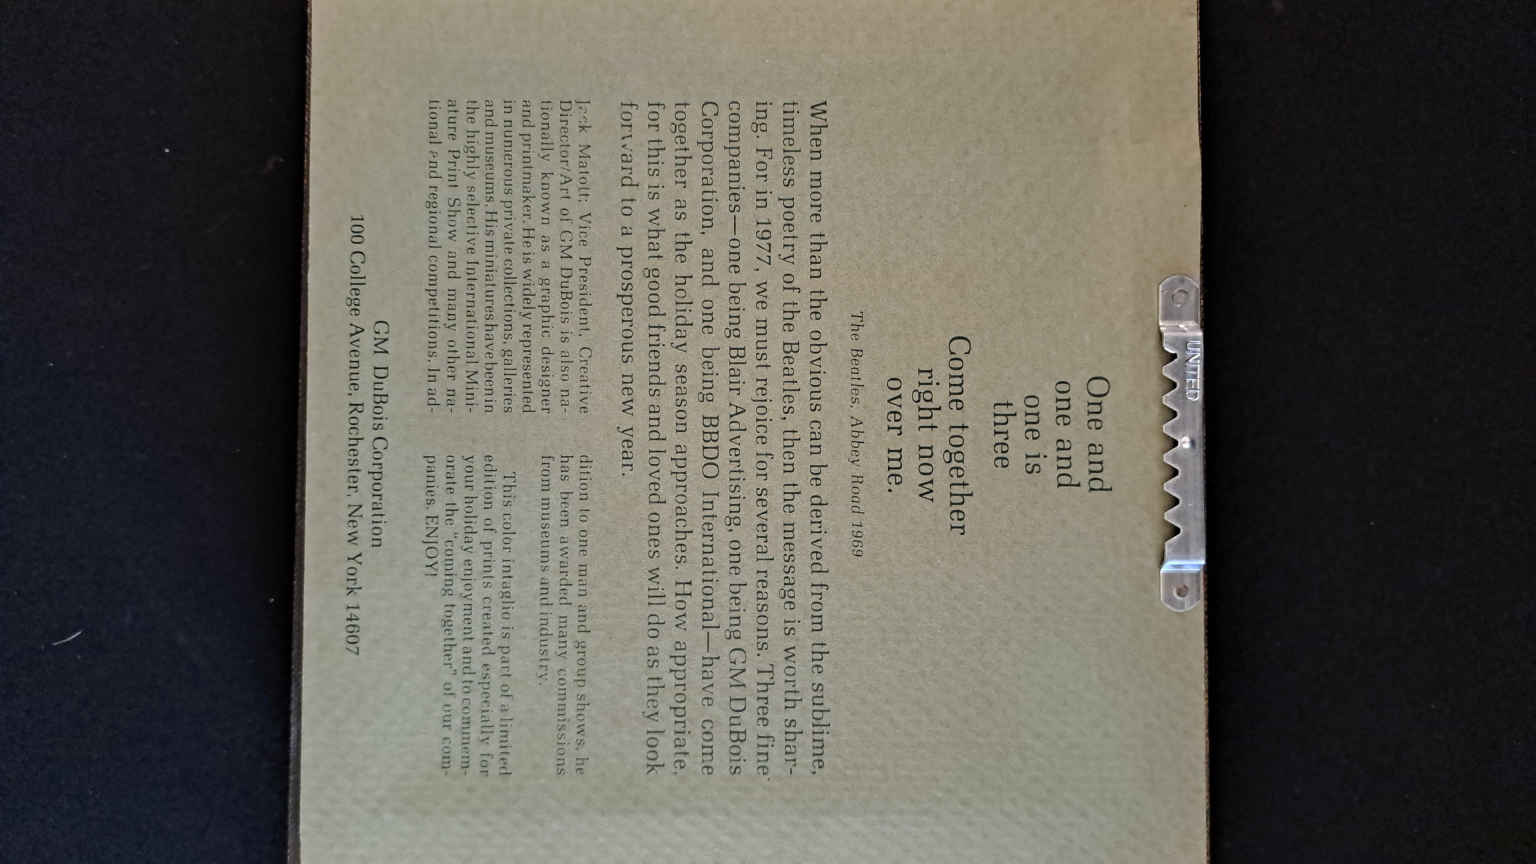 UNITED
One and
one and
one is
three
Come together
right now
over me.
The Beatles, Abbey Road 1969
When more than the obvious can be derived from the sublime,
timeless poetry of the Beatles, then the message is worth shar-
ing. For in 1977, we must rejoice for several reasons. Three fine
companies—one being Blair Advertising, one being GM DuBois
Corporation, and one being BBDO International—have come
together as the holiday season approaches. How appropriate,
for this is what good friends and loved ones will do as they look
forward to a prosperous new year.
Jack Matott; Vice President, Creative
Director/Art of GM DuBois is also na-
tionally known as a graphic designer
and printmaker. He is widely represented
in numerous private collections, galleries
and museums. His miniatures have been in
the highly selective International Mini-
ature Print Show and many other na-
tional and regional competitions. In ad-
dition to one man and group shows, he
has been awarded many commissions
from museums and industry.
This color intaglio is part of a limited
edition of prints created especially for
your holiday enjoyment and to commem-
orate the "coming together" of our com-
panies. ENJOY!
GM DuBois Corporation
100 College Avenue, Rochester, New York 14607